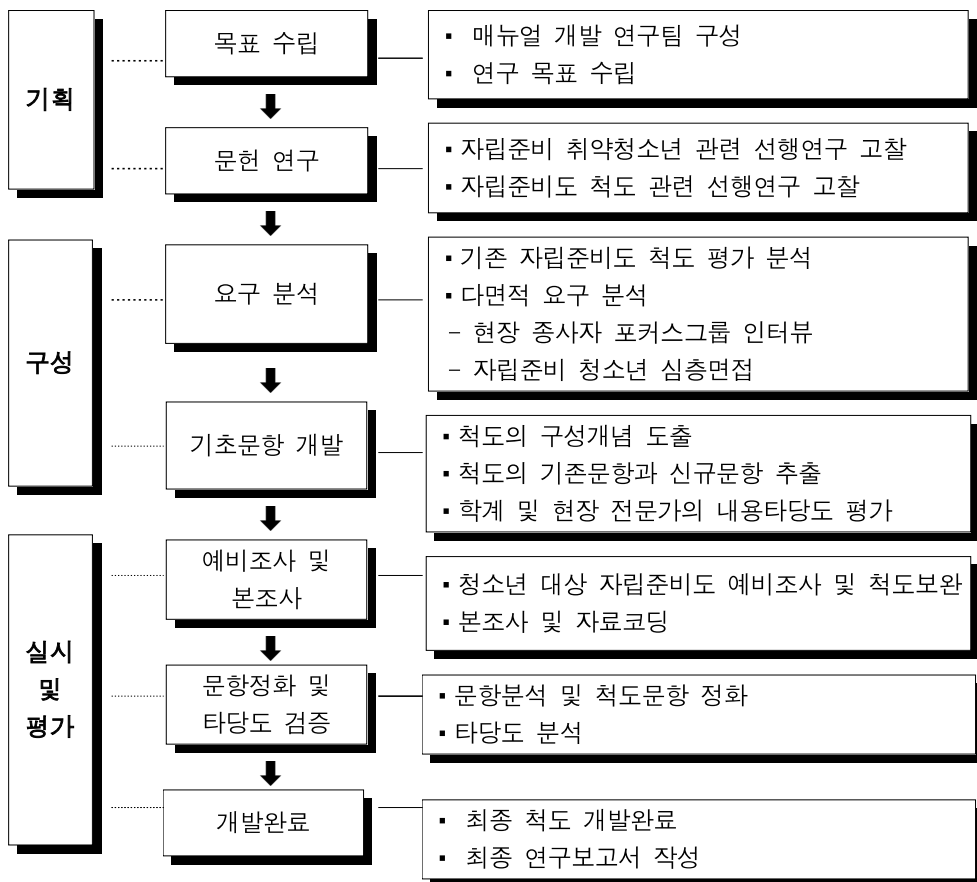 기획
목표 수립
▪ 매뉴얼 개발 연구팀 구성
▪ 연구 목표 수립
문헌 연구
▪ 자립준비 취약청소년 관련 선행연구 고찰
▪ 자립준비도 척도 관련 선행연구 고찰
구성
요구 분석
▪ 기존 자립준비도 척도 평가 분석
▪ 다면적 요구 분석
– 현장 종사자 포커스그룹 인터뷰
– 자립준비 청소년 심층면접
기초문항 개발
▪ 척도의 구성개념 도출
▪ 척도의 기존문항과 신규문항 추출
▪ 학계 및 현장 전문가의 내용타당도 평가
실시
및
평가
예비조사 및
본조사
▪ 청소년 대상 자립준비도 예비조사 및 척도보완
▪ 본조사 및 자료코딩
문항정화 및
타당도 검증
▪ 문항분석 및 척도문항 정화
▪ 타당도 분석
개발완료
▪ 최종 척도 개발완료
▪ 최종 연구보고서 작성